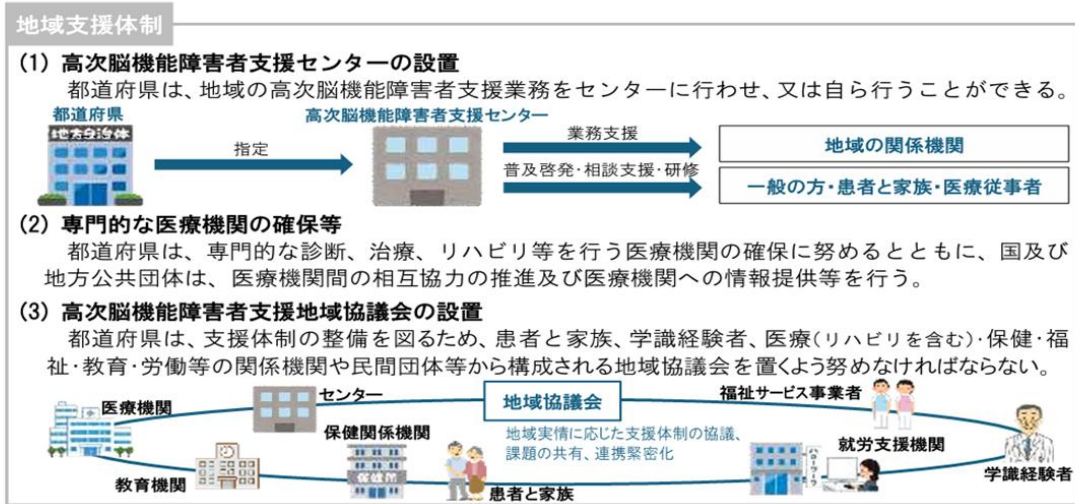 地域支援体制
(1) 高次脳機能障害者支援センターの設置
都道府県は、地域の高次脳機能障害者支援業務をセンターに行わせ、又は自ら行うことができる。
都道府県
高次脳機能障害者支援センター
地方自治体
指定
業務支援
地域の関係機関
普及啓発・相談支援・研修
一般の方・患者と家族・医療従事者
(2) 専門的な医療機関の確保等
都道府県は、専門的な診断、治療、リハビリ等を行う医療機関の確保に努めるとともに、国及び
地方公共団体は、医療機関間の相互協力の推進及び医療機関への情報提供等を行う。
(3) 高次脳機能障害者支援地域協議会の設置
都道府県は、支援体制の整備を図るため、患者と家族、学識経験者、医療(リハビリを含む)・保健・福
祉・教育・労働等の関係機関や民間団体等から構成される地域協議会を置くよう努めなければならない。
医療機関
センター
地域協議会
福祉サービス事業者
地域実情に応じた支援体制の協議、
課題の共有、連携緊密化
保健関係機関
保健所
教育機関
患者と家族
ハローワーク
就労支援機関
学識経験者